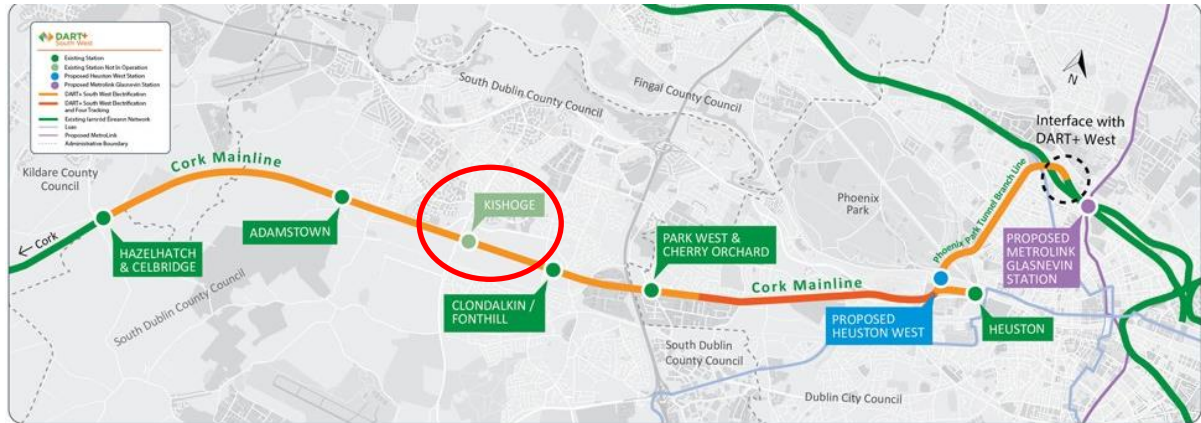 DART+
South West
Existing Station
Existing Station Not In Operation
Proposed Heuston West Station
Proposed Metrolink Glasnevin Station
DART+ South West Electrification
DART+ South West Electrification
and Four Tracking
Existing Iarnród Éireann Network
Luas
Proposed MetroLink
Administrative Boundary
South Dublin County Council
Fingal County Council
N
Interface with
DART+ West
Cork Mainline
Kildare County
Council
KISHOGE
Phoenix
Park
Phoenix Park Tunnel Branch Line
ADAMSTOWN
← Cork
HAZELHATCH
& CELBRIDGE
PARK WEST &
CHERRY ORCHARD
PROPOSED
METROLINK
GLASNEVIN
STATION
South Dublin County Council
CLONDALKIN /
FONTHILL
Cork Mainline
PROPOSED
HEUSTON WEST
HEUSTON
South Dublin
County Council
Dublin City Council